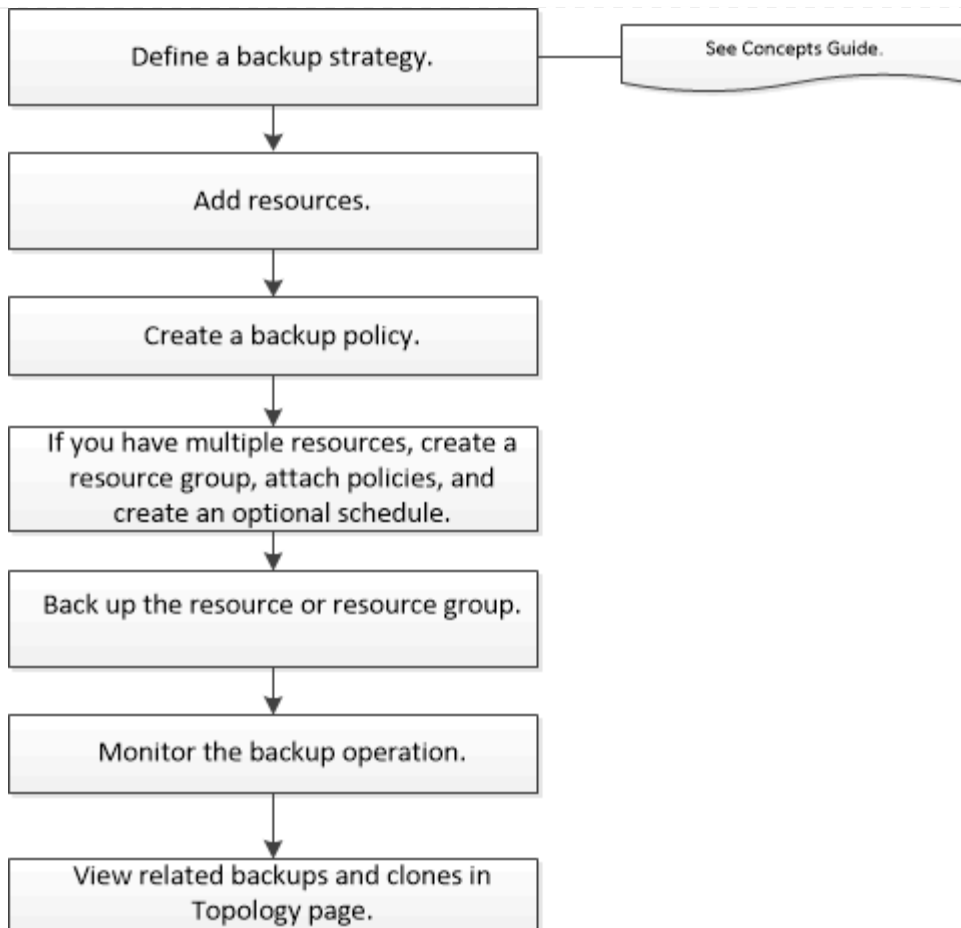 Define a backup strategy.
See Concepts Guide.
Add resources.
Create a backup policy.
If you have multiple resources, create a
resource group, attach policies, and
create an optional schedule.
Back up the resource or resource group.
Monitor the backup operation.
View related backups and clones in
Topology page.